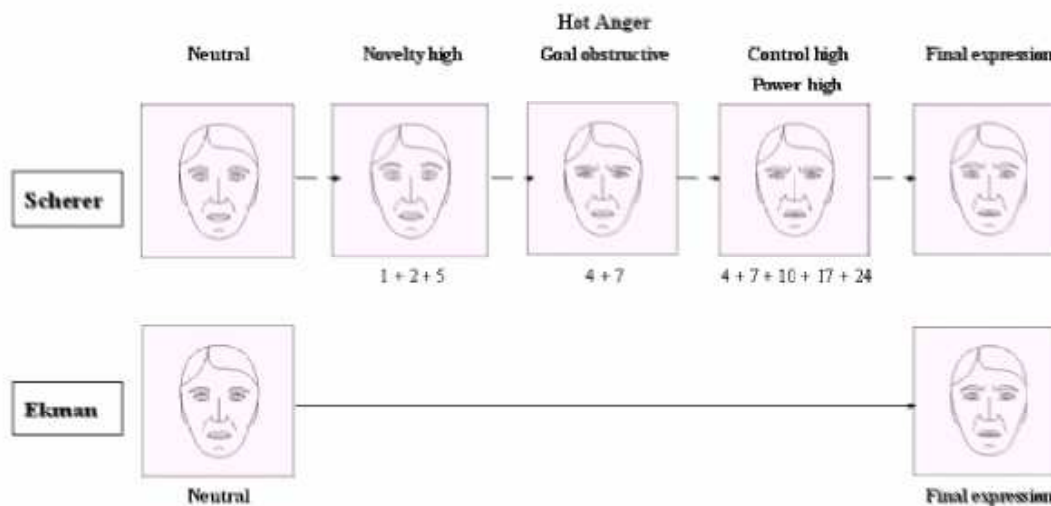 Hot Anger
Neutral Novelty high Goal obstructive Control high Final expression
Power high
Scherer
1 + 2 + 5 4 + 7 4 + 7 + 10 + 17 + 24
Ekman
Neutral Final expression